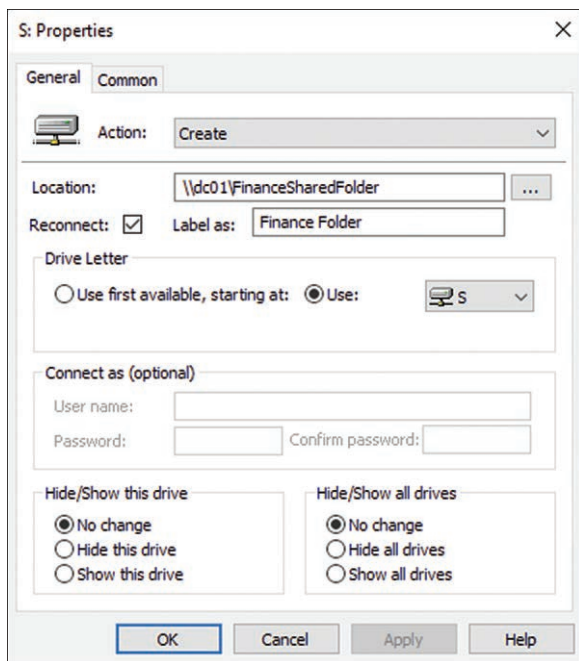 S: Properties
General Common
Action: Create
Location: \\dc01\FinanceSharedFolder ...
Reconnect: Label as: Finance Folder
Drive Letter
Use first available, starting at: Use: S
Connect as (optional)
User name:
Password: Confirm password:
Hide/Show this drive Hide/Show all drives
No change No change
Hide this drive Hide all drives
Show this drive Show all drives
OK Cancel Apply Help